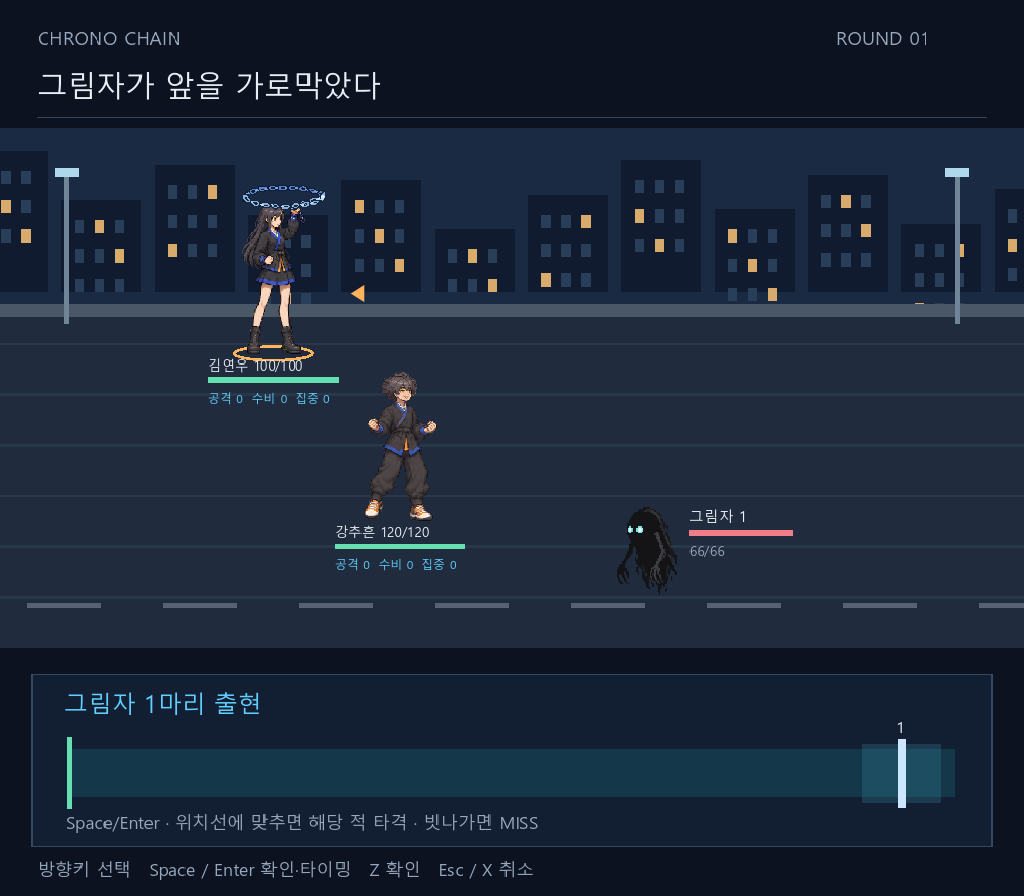 CHRONO CHAIN
ROUND 01
그림자가 앞을 가로막았다
김연우 100/100
공격 0 수비 0 집중 0
강추흔 120/120
공격 0 수비 0 집중 0
그림자 1
66/66
그림자 1마리 출현
1
Space/Enter · 위치선에 맞추면 해당 적 타격 · 빗나가면 MISS
방향키 선택 Space / Enter 확인·타이밍 Z 확인 Esc / X 취소